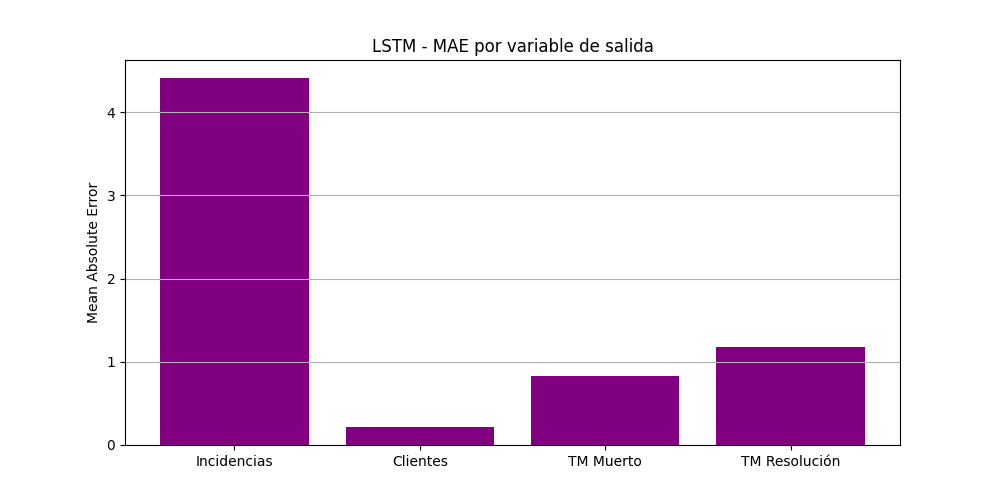 LSTM - MAE por variable de salida
Mean Absolute Error
4
3
2
1
0
Incidencias Clientes TM Muerto TM Resolución